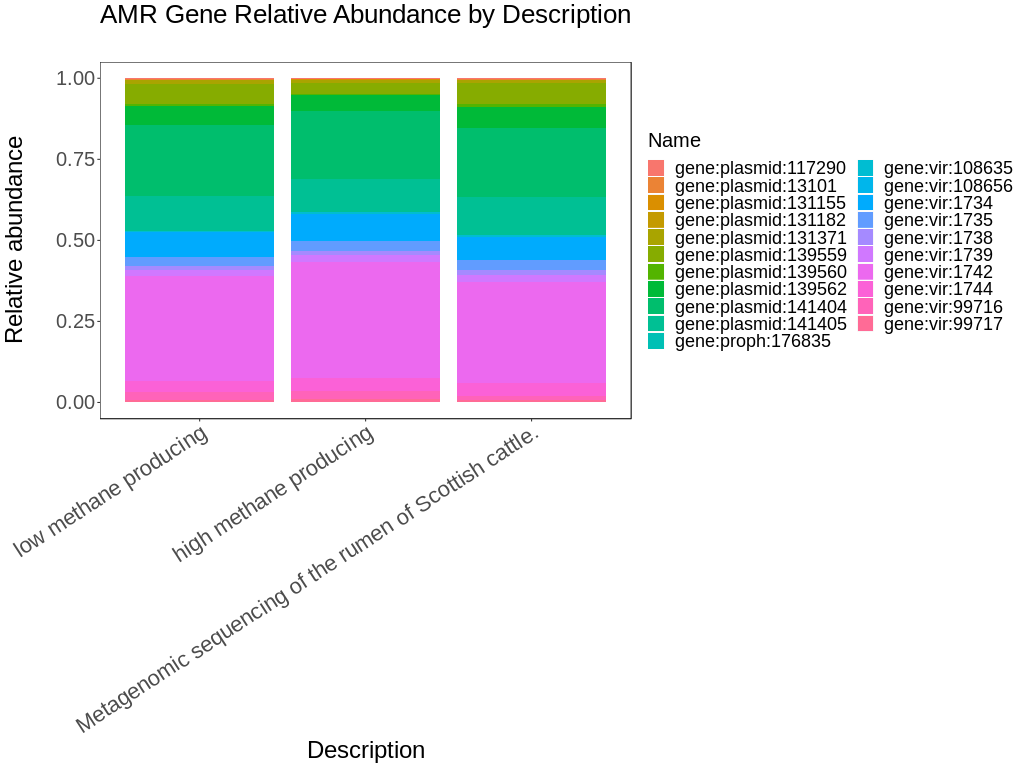 AMR Gene Relative Abundance by Description
Relative abundance
1.00
0.75
0.50
0.25
0.00
low methane producing
high methane producing
Metagenomic sequencing of the rumen of Scottish cattle.
Description
Name
gene:plasmid:117290
gene:plasmid:13101
gene:plasmid:131155
gene:plasmid:131182
gene:plasmid:131371
gene:plasmid:139559
gene:plasmid:139560
gene:plasmid:139562
gene:plasmid:141404
gene:plasmid:141405
gene:proph:176835
gene:vir:108635
gene:vir:108656
gene:vir:1734
gene:vir:1735
gene:vir:1738
gene:vir:1739
gene:vir:1742
gene:vir:1744
gene:vir:99716
gene:vir:99717